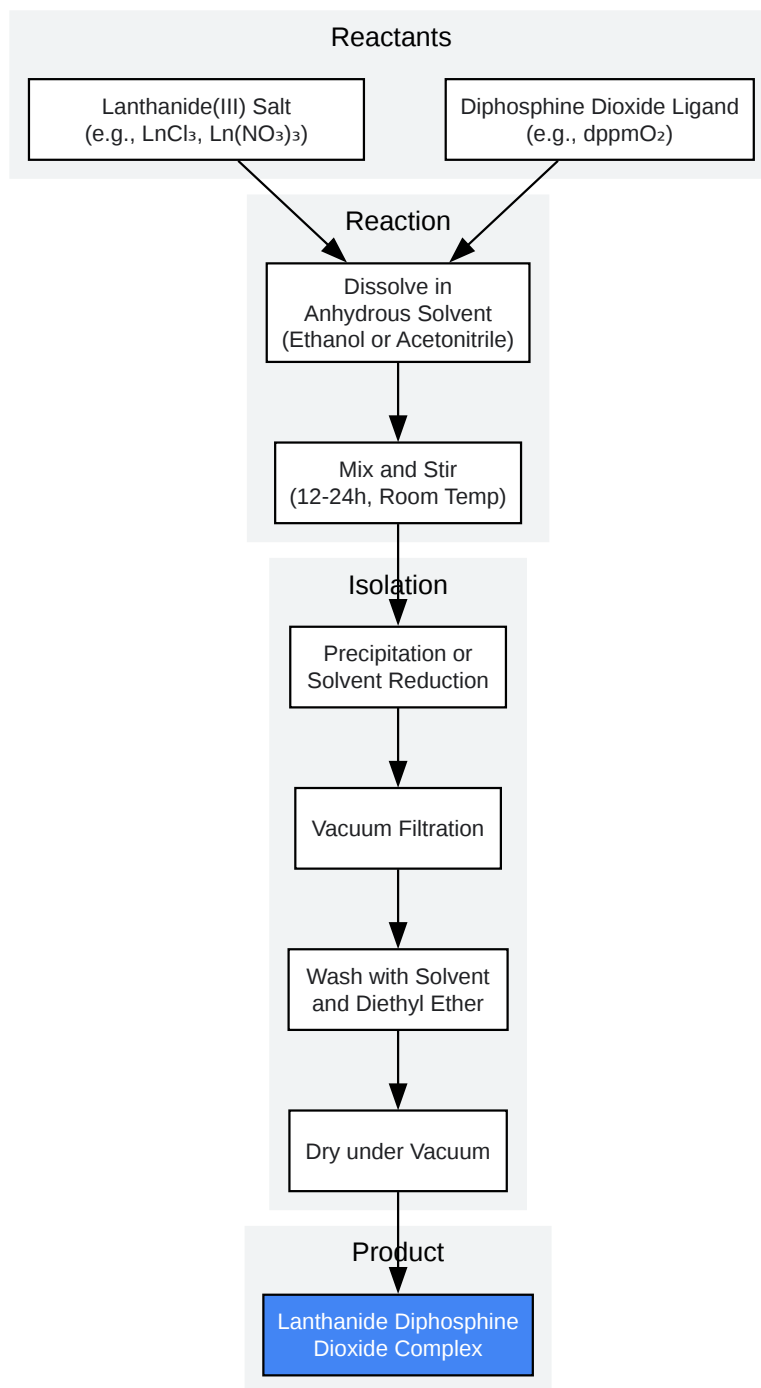 Reactants
Lanthanide(III) Salt
(e.g., LnCl₃, Ln(NO₃)₃)
Diphosphine Dioxide Ligand
(e.g., dppmO₂)
Reaction
Dissolve in
Anhydrous Solvent
(Ethanol or Acetonitrile)
Mix and Stir
(12-24h, Room Temp)
Isolation
Precipitation or
Solvent Reduction
Vacuum Filtration
Wash with Solvent
and Diethyl Ether
Dry under Vacuum
Product
Lanthanide Diphosphine
Dioxide Complex